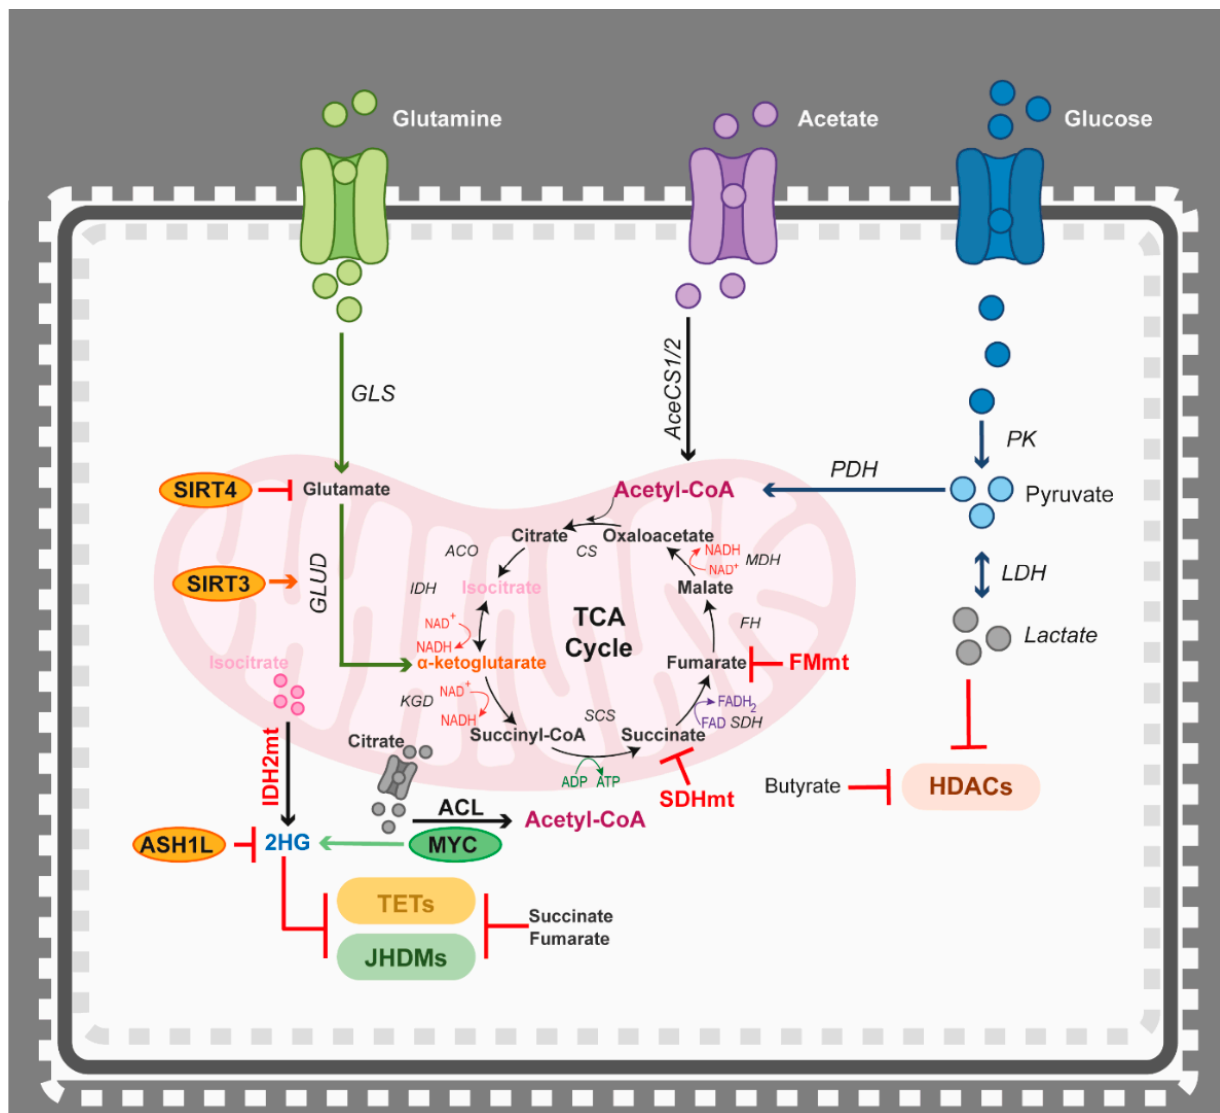 Glutamine
Acetate
Glucose
GLS
AceCS1/2
PK
PDH
Pyruvate
SIRT4
Glutamate
Acetyl-CoA
Citrate
Oxaloacetate
ACO
CS
NADH
NAD+
MDH
LDH
SIRT3
GLUD
IDH
Isocitrate
Malate
TCA
Cycle
NAD+
NADH
FH
Lactate
Isocitrate
α-ketoglutarate
Fumarate
FMmt
KGD
NAD+
NADH
FADH2
FAD
SDH
SCS
Succinyl-CoA
Succinate
Citrate
ADP
ATP
IDH2mt
SDHmt
Butyrate
HDACs
ACL
Acetyl-CoA
ASH1L
2HG
MYC
TETs
JHDMs
Succinate
Fumarate